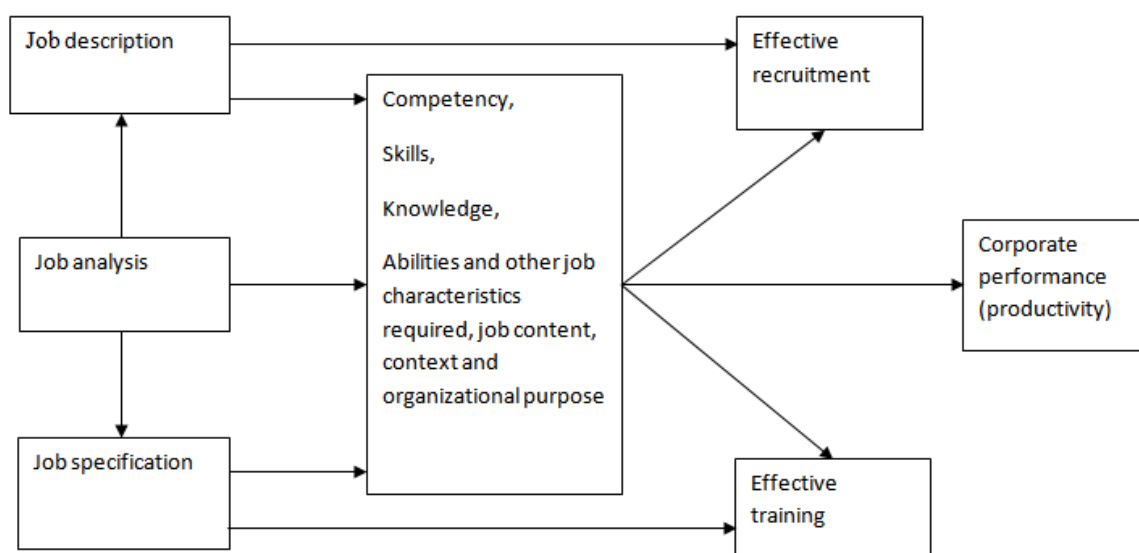 Job description
Effective
recruitment
Competency,
Skills,
Knowledge,
Abilities and other job
characteristics
required, job content,
context and
organizational purpose
Job analysis
Corporate
performance
(productivity)
Job specification
Effective
training